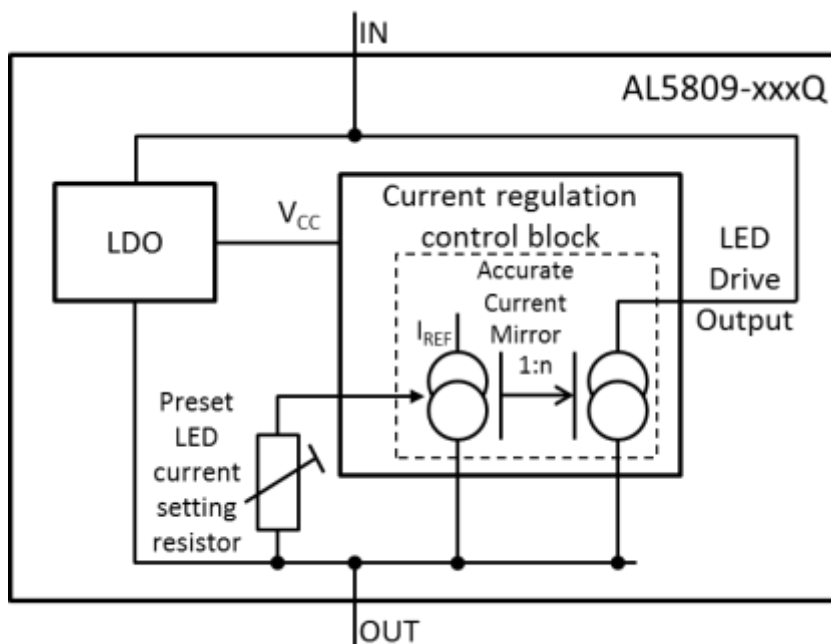 IN
AL5809-xxxQ
LDO
VCC
Current regulation
control block
Accurate
Current
Mirror
1:n
IREF
LED
Drive
Output
Preset
LED
current
setting
resistor
OUT